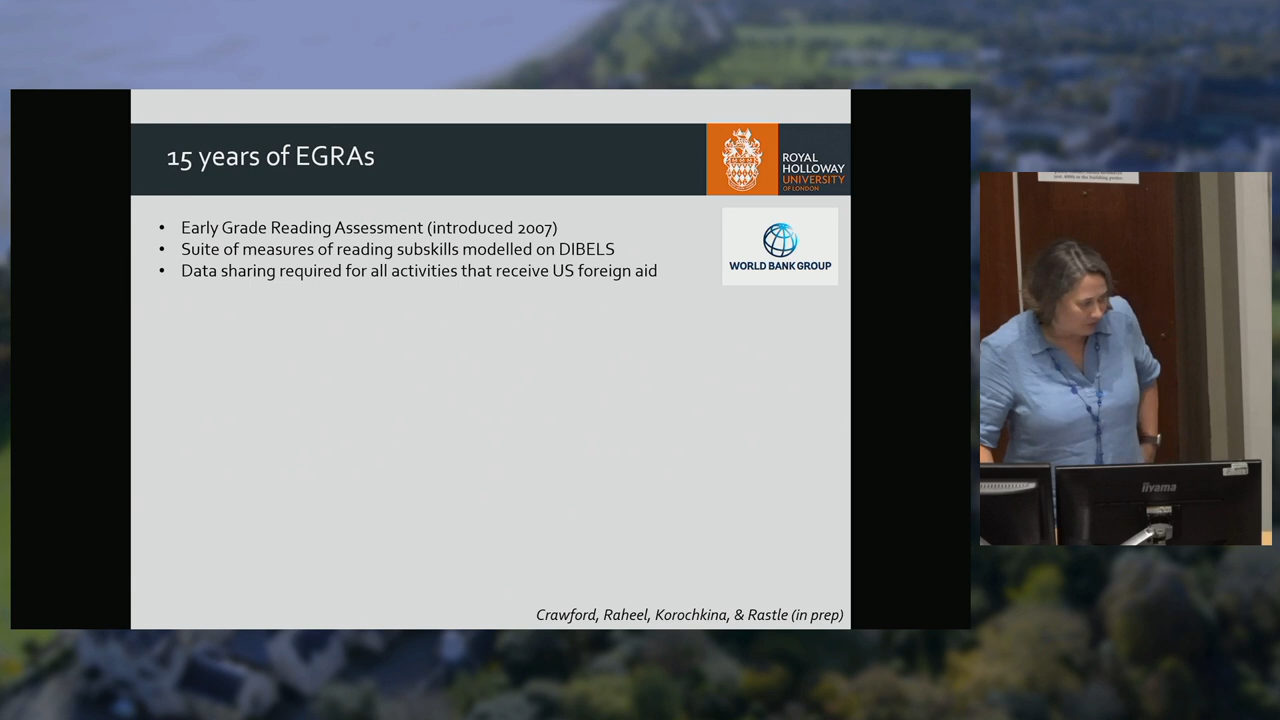 15 years of EGRAs
ROYAL
HOLLOWAY
UNIVERSITY
OF LONDON
• Early Grade Reading Assessment (introduced 2007)
• Suite of measures of reading subskills modelled on DIBELS
• Data sharing required for all activities that receive US foreign aid
WORLD BANK GROUP
Crawford, Raheel, Korochkina, & Rastle (in prep)
iiyama